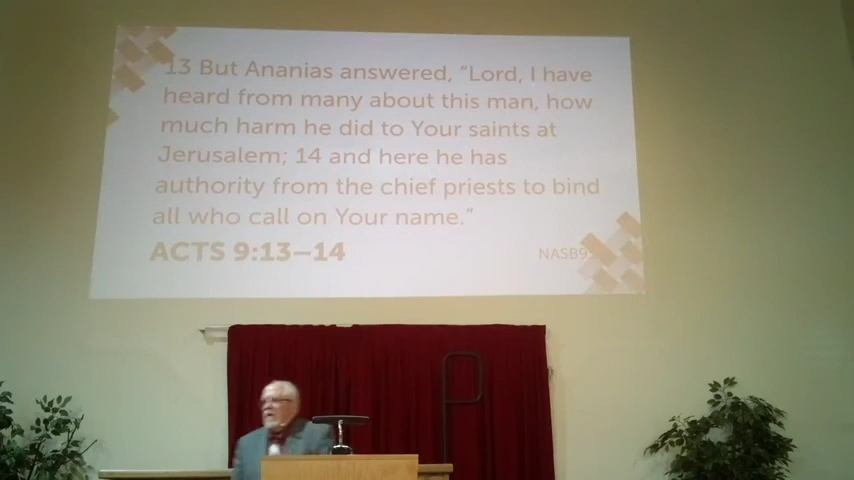 13 But Ananias answered, “Lord, I have
heard from many about this man, how
much harm he did to Your saints at
Jerusalem; 14 and here he has
authority from the chief priests to bind
all who call on Your name.”
ACTS 9:13–14
NASB9